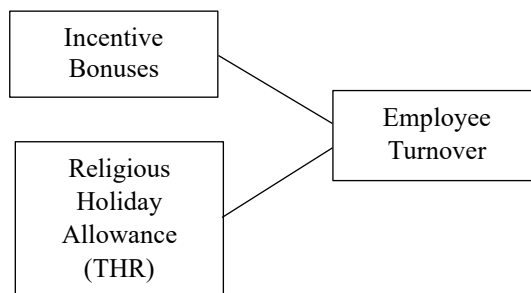 Incentive
Bonuses
Religious
Holiday
Allowance
(THR)
Employee
Turnover